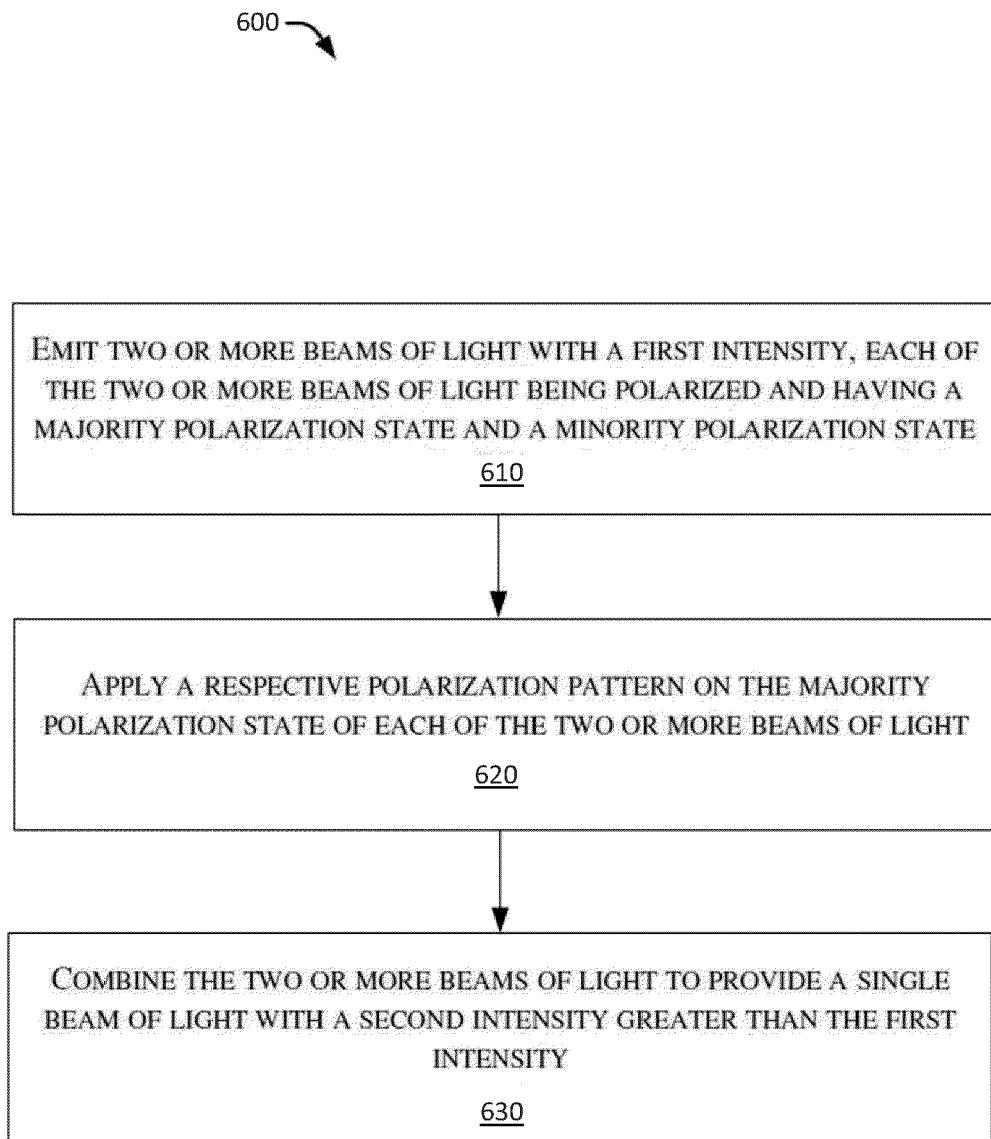 600
EMIT TWO OR MORE BEAMS OF LIGHT WITH A FIRST INTENSITY, EACH OF
THE TWO OR MORE BEAMS OF LIGHT BEING POLARIZED AND HAVING A
MAJORITY POLARIZATION STATE AND A MINORITY POLARIZATION STATE
610
APPLY A RESPECTIVE POLARIZATION PATTERN ON THE MAJORITY
POLARIZATION STATE OF EACH OF THE TWO OR MORE BEAMS OF LIGHT
620
COMBINE THE TWO OR MORE BEAMS OF LIGHT TO PROVIDE A SINGLE
BEAM OF LIGHT WITH A SECOND INTENSITY GREATER THAN THE FIRST
INTENSITY
630